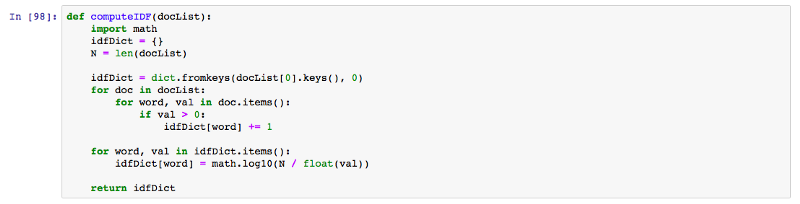 In [98]: def computeIDF(docList):
    import math
    idfDict = {}
    N = len(docList)

    idfDict = dict.fromkeys(docList[0].keys(), 0)
    for doc in docList:
        for word, val in doc.items():
            if val > 0:
                idfDict[word] += 1

    for word, val in idfDict.items():
        idfDict[word] = math.log10(N / float(val))

    return idfDict